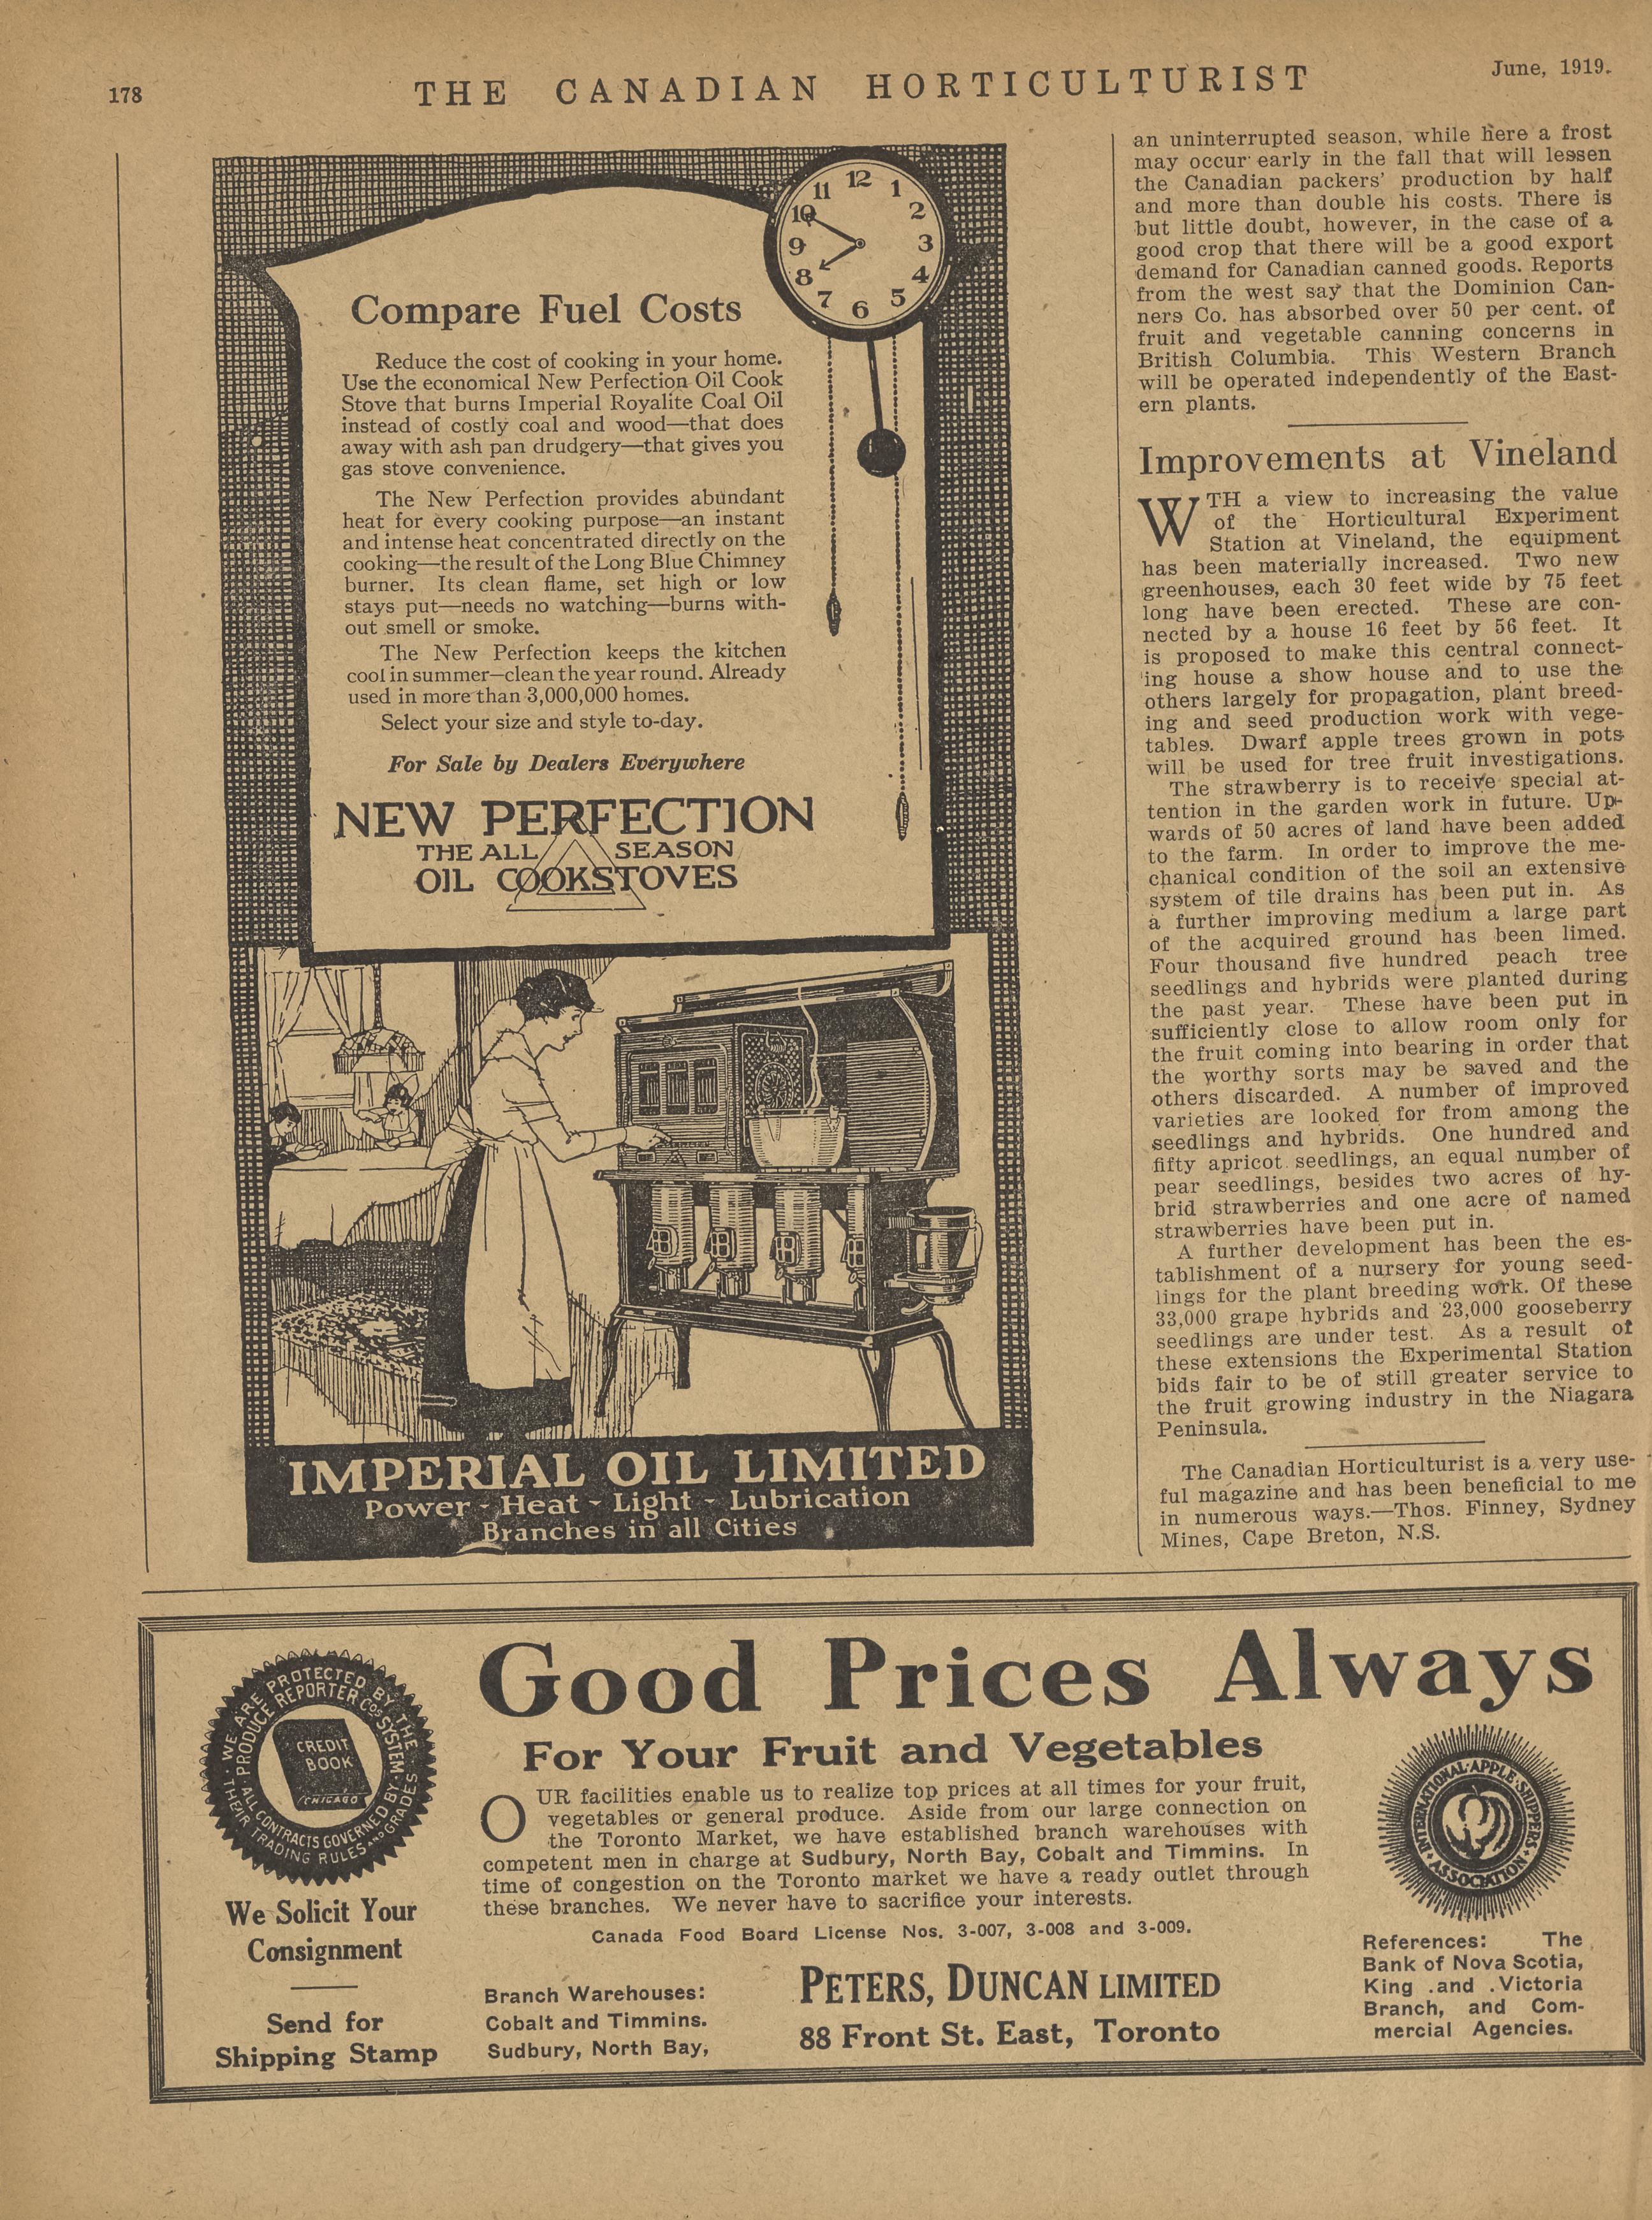 178
THE CANADIAN HORTICULTURIST
June, 1919.
12
1
2
3
4
5
6
7
8
9
10
11
Compare Fuel Costs
Reduce the cost of cooking in your home.
Use the economical New Perfection Oil Cook
Stove that burns Imperial Royalite Coal Oil
instead of costly coal and wood—that does
away with ash pan drudgery—that gives you
gas stove convenience.
The New Perfection provides abundant
heat for every cooking purpose—an instant
and intense heat concentrated directly on the
cooking—the result of the Long Blue Chimney
burner. Its clean flame, set high or low
stays put—needs no watching—burns with-
out smell or smoke.
The New Perfection keeps the kitchen
cool in summer—clean the year round. Already
used in more than 3,000,000 homes.
Select your size and style to-day.
For Sale by Dealers Everywhere
NEW PERFECTION
THE ALL SEASON
OIL COOKSTOVES
IMPERIAL OIL LIMITED
Power - Heat - Light - Lubrication
Branches in all Cities
an uninterrupted season, while here a frost
may occur early in the fall that will lessen
the Canadian packers' production by half
and more than double his costs. There is
but little doubt, however, in the case of a
good crop that there will be a good export
demand for Canadian canned goods. Reports
from the west say that the Dominion Can-
ners Co. has absorbed over 50 per cent. of
fruit and vegetable canning concerns in
British Columbia. This Western Branch
will be operated independently of the East-
ern plants.
Improvements at Vineland
WTH a view to increasing the value
of the Horticultural Experiment
Station at Vineland, the equipment
has been materially increased. Two new
greenhouses, each 30 feet wide by 75 feet
long have been erected. These are con-
nected by a house 16 feet by 56 feet. It
is proposed to make this central connect-
ing house a show house and to use the
others largely for propagation, plant breed-
ing and seed production work with vege-
tables. Dwarf apple trees grown in pots
will be used for tree fruit investigations.
The strawberry is to receive special at-
tention in the garden work in future. Up-
wards of 50 acres of land have been added
to the farm. In order to improve the me-
chanical condition of the soil an extensive
system of tile drains has been put in. As
a further improving medium a large part
of the acquired ground has been limed.
Four thousand five hundred peach tree
seedlings and hybrids were planted during
the past year. These have been put in
sufficiently close to allow room only for
the fruit coming into bearing in order that
the worthy sorts may be saved and the
others discarded. A number of improved
varieties are looked for from among the
seedlings and hybrids. One hundred and
fifty apricot seedlings, an equal number of
pear seedlings, besides two acres of hy-
brid strawberries and one acre of named
strawberries have been put in.
A further development has been the es-
tablishment of a nursery for young seed-
lings for the plant breeding work. Of these
33,000 grape hybrids and 23,000 gooseberry
seedlings are under test. As a result of
these extensions the Experimental Station
bids fair to be of still greater service to
the fruit growing industry in the Niagara
Peninsula.
The Canadian Horticulturist is a very use-
ful magazine and has been beneficial to me
in numerous ways.—Thos. Finney, Sydney
Mines, Cape Breton, N.S.
WE ARE PROTECTED BY THE
PRODUCE REPORTER COS SYSTEM
ALL CONTRACTS GOVERNED BY
THEIR TRADING RULES AND GRADES
CREDIT
BOOK
CHICAGO
We Solicit Your
Consignment
Send for
Shipping Stamp
Good Prices Always
For Your Fruit and Vegetables
OUR facilities enable us to realize top prices at all times for your fruit,
vegetables or general produce. Aside from our large connection on
the Toronto Market, we have established branch warehouses with
competent men in charge at Sudbury, North Bay, Cobalt and Timmins. In
time of congestion on the Toronto market we have a ready outlet through
these branches. We never have to sacrifice your interests.
Canada Food Board License Nos. 3-007, 3-008 and 3-009.
Branch Warehouses:
Cobalt and Timmins.
Sudbury, North Bay,
PETERS, DUNCAN LIMITED
88 Front St. East, Toronto
INTERNATIONAL APPLE SHIPPERS
ASSOCIATION
References: The
Bank of Nova Scotia,
King and Victoria
Branch, and Com-
mercial Agencies.